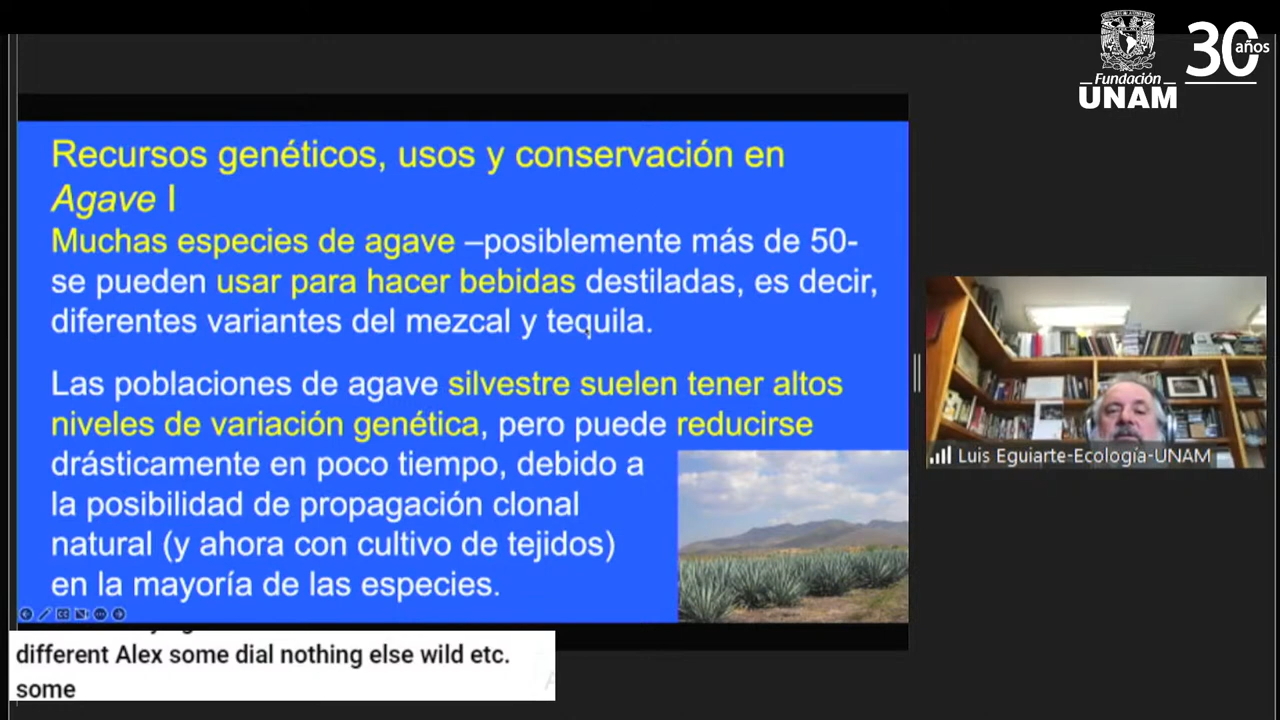 Fundación
UNAM
30 años
Recursos genéticos, usos y conservación en
Agave I
Muchas especies de agave –posiblemente más de 50-
se pueden usar para hacer bebidas destiladas, es decir,
diferentes variantes del mezcal y tequila.
Las poblaciones de agave silvestre suelen tener altos
niveles de variación genética, pero puede reducirse
drásticamente en poco tiempo, debido a
la posibilidad de propagación clonal
natural (y ahora con cultivo de tejidos)
en la mayoría de las especies.
Luis Eguiarte-Ecología-UNAM
different Alex some dial nothing else wild etc.
some